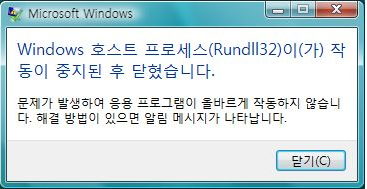 Microsoft Windows
Windows 호스트 프로세스(Rundll32)이(가) 작
동이 중지된 후 닫혔습니다.
문제가 발생하여 응용 프로그램이 올바르게 작동하지 않습니
다. 해결 방법이 있으면 알림 메시지가 나타납니다.
닫기(C)